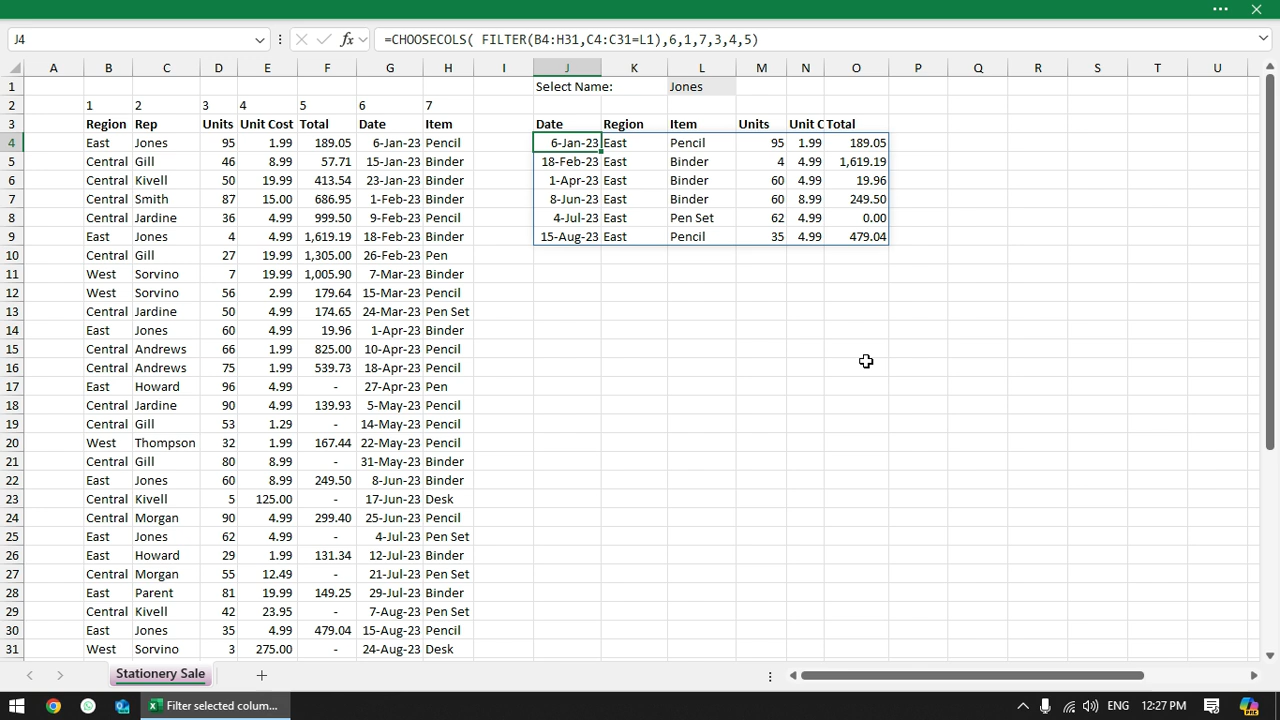 J4 fx =CHOOSECOLS( FILTER(B4:H31,C4:C31=L1),6,1,7,3,4,5)
A B C D E F G H I J K L M N O P Q R S T U
1 Select Name: Jones
2 1 2 3 4 5 6 7
3 Region Rep Units Unit Cost Total Date Item Date Region Item Units Unit C Total
4 East Jones 95 1.99 189.05 6-Jan-23 Pencil 6-Jan-23 East Pencil 95 1.99 189.05
5 Central Gill 46 8.99 57.71 15-Jan-23 Binder 18-Feb-23 East Binder 4 4.99 1,619.19
6 Central Kivell 50 19.99 413.54 23-Jan-23 Binder 1-Apr-23 East Binder 60 4.99 19.96
7 Central Smith 87 15.00 686.95 1-Feb-23 Binder 8-Jun-23 East Binder 60 8.99 249.50
8 Central Jardine 36 4.99 999.50 9-Feb-23 Pencil 4-Jul-23 East Pen Set 62 4.99 0.00
9 East Jones 4 4.99 1,619.19 18-Feb-23 Binder 15-Aug-23 East Pencil 35 4.99 479.04
10 Central Gill 27 19.99 1,305.00 26-Feb-23 Pen
11 West Sorvino 7 19.99 1,005.90 7-Mar-23 Binder
12 West Sorvino 56 2.99 179.64 15-Mar-23 Pencil
13 Central Jardine 50 4.99 174.65 24-Mar-23 Pen Set
14 East Jones 60 4.99 19.96 1-Apr-23 Binder
15 Central Andrews 66 1.99 825.00 10-Apr-23 Pencil
16 Central Andrews 75 1.99 539.73 18-Apr-23 Pencil
17 East Howard 96 4.99 - 27-Apr-23 Pen
18 Central Jardine 90 4.99 139.93 5-May-23 Pencil
19 Central Gill 53 1.29 - 14-May-23 Pencil
20 West Thompson 32 1.99 167.44 22-May-23 Pencil
21 Central Gill 80 8.99 - 31-May-23 Binder
22 East Jones 60 8.99 249.50 8-Jun-23 Binder
23 Central Kivell 5 125.00 - 17-Jun-23 Desk
24 Central Morgan 90 4.99 299.40 25-Jun-23 Pencil
25 East Jones 62 4.99 - 4-Jul-23 Pen Set
26 East Howard 29 1.99 131.34 12-Jul-23 Binder
27 Central Morgan 55 12.49 - 21-Jul-23 Pen Set
28 East Parent 81 19.99 149.25 29-Jul-23 Binder
29 Central Kivell 42 23.95 - 7-Aug-23 Pen Set
30 East Jones 35 4.99 479.04 15-Aug-23 Pencil
31 West Sorvino 3 275.00 - 24-Aug-23 Desk
Stationery Sale
Filter selected colum... ENG 12:27 PM PRE